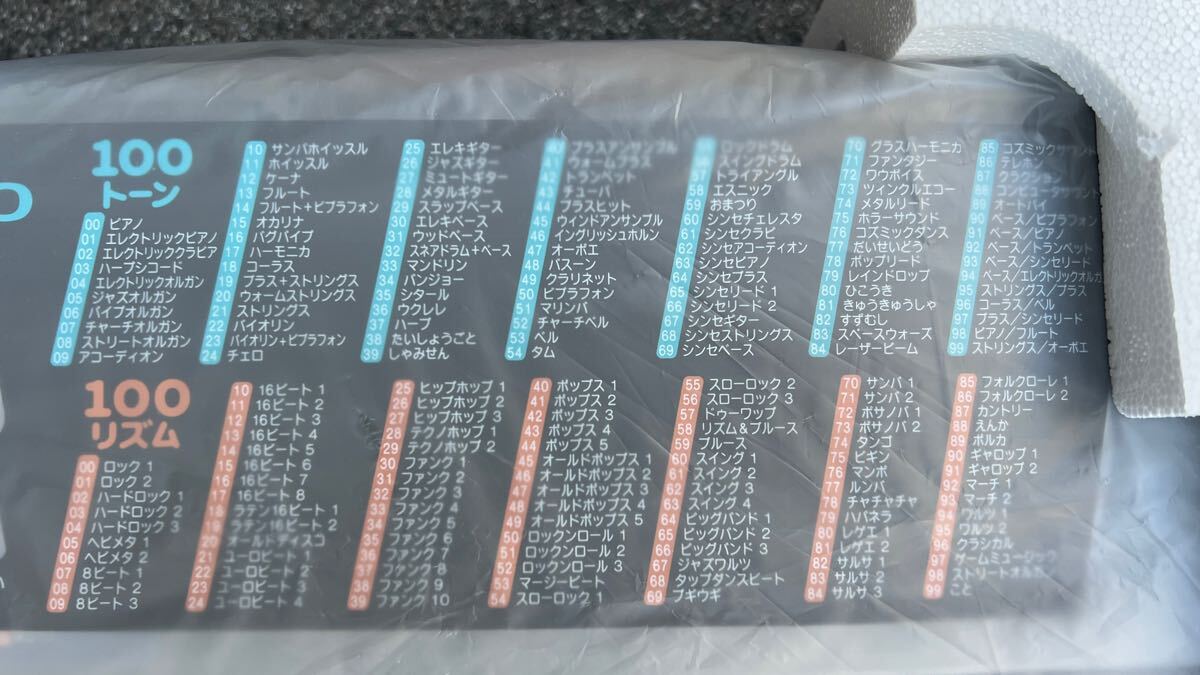 100
トーン
00 ピアノ
01 エレクトリックピアノ
02 エレクトリッククラビア
03 ハープシコード
04 エレクトリックオルガン
05 ジャズオルガン
06 パイプオルガン
07 チャーチオルガン
08 ストリートオルガン
09 アコーディオン
10 サンバホイッスル
11 ホイッスル
12 ケーナ
13 フルート
14 フルート+ビブラフォン
15 オカリナ
16 バグパイプ
17 ハーモニカ
18 コーラス
19 ブラス+ストリングス
20 ウォームストリングス
21 ストリングス
22 バイオリン
23 バイオリン+ビブラフォン
24 チェロ
25 エレキギター
26 ジャズギター
27 ミュートギター
28 メタルギター
29 スラップベース
30 エレキベース
31 ウッドベース
32 スネアドラム+ベース
33 マンドリン
34 バンジョー
35 シタール
36 ウクレレ
37 ハープ
38 たいしょうごと
39 しゃみせん
40 ブラスアンサンブル
41 ウォームブラス
42 トランペット
43 チューバ
44 ブラスヒット
45 ウインドアンサンブル
46 イングリッシュホルン
47 オーボエ
48 バスーン
49 クラリネット
50 ビブラフォン
51 マリンバ
52 チャーチベル
53 ベル
54 タム
ロックドラム
56 スイングドラム
57 トライアングル
58 エスニック
59 おまつり
60 シンセチェレスタ
61 シンセクラビ
62 シンセアコーディオン
63 シンセピアノ
64 シンセブラス
65 シンセリード 1
66 シンセリード 2
67 シンセギター
68 シンセストリングス
69 シンセベース
70 グラスハーモニカ
71 ファンタジー
72 ワウボイス
73 ツィンクルエコー
74 メタルリード
75 ホラーサウンド
76 コズミックダンス
77 だいせいどう
78 ポップリード
79 レインドロップ
80 ひこうき
81 きゅうきゅうしゃ
82 すずむし
83 スペースウォーズ
84 レーザービーム
85 コズミックサウンド
86 テレホン
87 クラクション
88 コンピュータサウンド
89 オートバイ
90 ベース/ビブラフォン
91 ベース/ピアノ
92 ベース/トランペット
93 ベース/シンセリード
94 ベース/エレクトリックオルガン
95 ストリングス/ブラス
96 コーラス/ベル
97 ブラス/シンセリード
98 ピアノ/フルート
99 ストリングス/オーボエ
100
リズム
00 ロック 1
01 ロック 2
02 ハードロック 1
03 ハードロック 2
04 ハードロック 3
05 ヘビメタ 1
06 ヘビメタ 2
07 8ビート 1
08 8ビート 2
09 8ビート 3
10 16ビート 1
11 16ビート 2
12 16ビート 3
13 16ビート 4
14 16ビート 5
15 16ビート 6
16 16ビート 7
17 16ビート 8
18 ラテン16ビート 1
19 ラテン16ビート 2
20 オールドディスコ
21 ユーロビート 1
22 ユーロビート 2
23 ユーロビート 3
24 ユーロビート 4
25 ヒップホップ 1
26 ヒップホップ 2
27 ヒップホップ 3
28 テクノホップ 1
29 テクノホップ 2
30 ファンク 1
31 ファンク 2
32 ファンク 3
33 ファンク 4
34 ファンク 5
35 ファンク 6
36 ファンク 7
37 ファンク 8
38 ファンク 9
39 ファンク 10
40 ポップス 1
41 ポップス 2
42 ポップス 3
43 ポップス 4
44 ポップス 5
45 オールドポップス 1
46 オールドポップス 2
47 オールドポップス 3
48 オールドポップス 4
49 オールドポップス 5
50 ロックンロール 1
51 ロックンロール 2
52 ロックンロール 3
53 マージービート
54 スローロック 1
55 スローロック 2
56 スローロック 3
57 ドゥーワップ
58 リズム&ブルース
59 ブルース
60 スイング 1
61 スイング 2
62 スイング 3
63 スイング 4
64 ビッグバンド 1
65 ビッグバンド 2
66 ビッグバンド 3
67 ジャズワルツ
68 タップダンスビート
69 ブギウギ
70 サンバ 1
71 サンバ 2
72 ボサノバ 1
73 ボサノバ 2
74 タンゴ
75 ビギン
76 マンボ
77 ルンバ
78 チャチャチャ
79 ハバネラ
80 レゲエ 1
81 レゲエ 2
82 サルサ 1
83 サルサ 2
84 サルサ 3
85 フォルクローレ 1
86 フォルクローレ 2
87 カントリー
88 えんか
89 ポルカ
90 ギャロップ 1
91 ギャロップ 2
92 マーチ 1
93 マーチ 2
94 ワルツ 1
95 ワルツ 2
96 クラシカル
97 ゲームミュージック
98 ストリートオルガン
99 こと